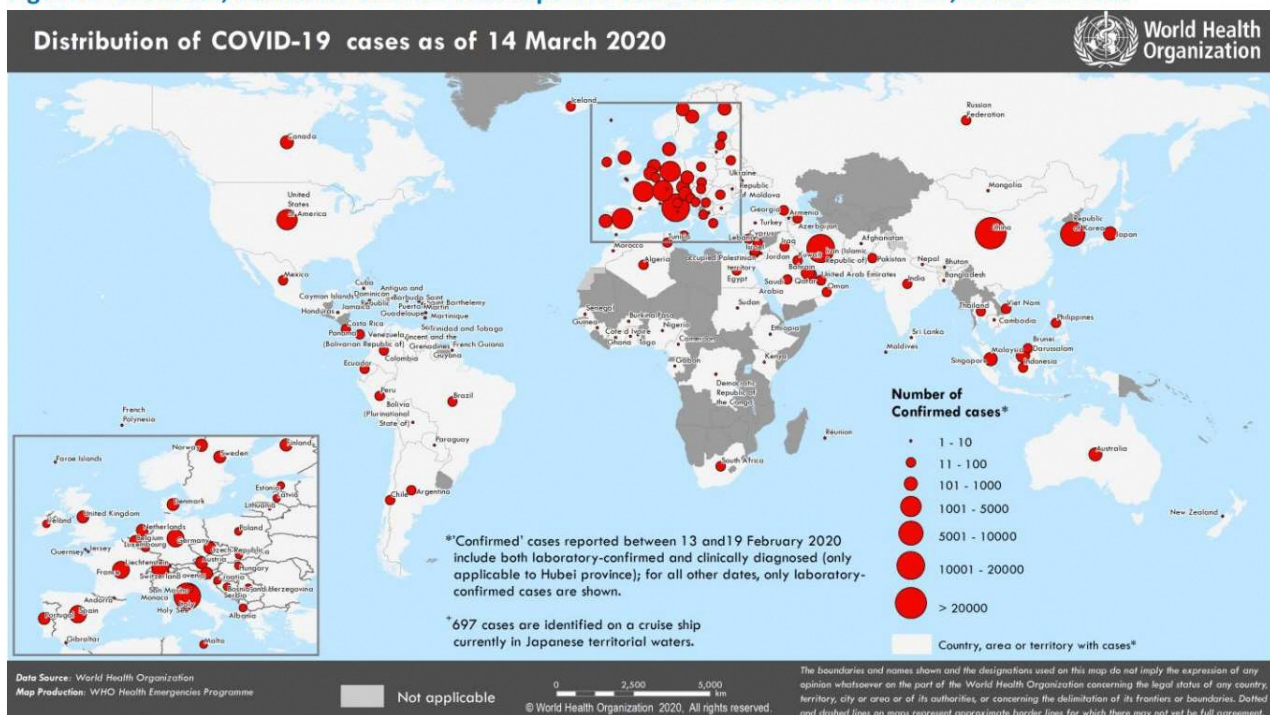 Distribution of COVID-19 cases as of 14 March 2020
World Health
Organization
Iceland
Russian
Federation
Canada
United
States
of America
Mexico
Cuba
Cayman Islands
Dominican
Republic
Antigua and
Barbuda
Saint Barthelemy
Honduras
Jamaica
Puerto
Martin
Guadeloupe
Martinique
Costa Rica
Panama
Trinidad and Tobago
Venezuela
(Bolivarian Republic of)
Vincent and the
Grenadines
French Guiana
Guyana
Colombia
Ecuador
Peru
Brazil
Bolivia
(Plurinational
State of)
Paraguay
Chile
Argentina
French
Polynesia
Ukraine
Republic
of Moldova
Georgia
Armenia
Turkey
Azerbaijan
Cyprus
Lebanon
Israel
Iraq
Jordan
Kuwait
Iran (Islamic
Republic of)
Afghanistan
Pakistan
occupied Palestinian
territory
Egypt
Bahrain
Qatar
United Arab Emirates
Saudi
Arabia
Oman
Tunisia
Morocco
Algeria
Senegal
Guinea
Burkina Faso
Cote d Ivoire
Ghana
Togo
Nigeria
Cameroon
Gabon
Sudan
Ethiopia
Kenya
Democratic
Republic of
the Congo
South Africa
Réunion
Mongolia
China
Republic
of Korea
Japan
Nepal
Bhutan
Bangladesh
India
Sri Lanka
Maldives
Thailand
Viet Nam
Cambodia
Philippines
Brunei
Darussalam
Malaysia
Singapore
Indonesia
Australia
New Zealand
Norway
Finland
Faroe Islands
Sweden
Estonia
Latvia
Lithuania
Denmark
United Kingdom
Ireland
Netherlands
Belgium
Luxembourg
Germany
Poland
Guernsey
Jersey
Czech Republic
Austria
Hungary
Liechtenstein
France
Switzerland
Slovenia
Croatia
Bosnia and Herzegovina
Serbia
San Marino
Monaco
Italy
Holy See
Andorra
Portugal
Spain
Albania
Gibraltar
Malta
Number of
Confirmed cases*
1 - 10
11 - 100
101 - 1000
1001 - 5000
5001 - 10000
10001 - 20000
> 20000
Country, area or territory with cases*
*'Confirmed' cases reported between 13 and19 February 2020
include both laboratory-confirmed and clinically diagnosed (only
applicable to Hubei province); for all other dates, only laboratory-
confirmed cases are shown.
+697 cases are identified on a cruise ship
currently in Japanese territorial waters.
Data Source: World Health Organization
Map Production: WHO Health Emergencies Programme
Not applicable
0 2,500 5,000
km
© World Health Organization 2020, All rights reserved.
The boundaries and names shown and the designations used on this map do not imply the expression of any
opinion whatsoever on the part of the World Health Organization concerning the legal status of any country,
territory, city or area or of its authorities, or concerning the delimitation of its frontiers or boundaries. Dotted
and dashed lines on maps represent approximate border lines for which there may not yet be full agreement.